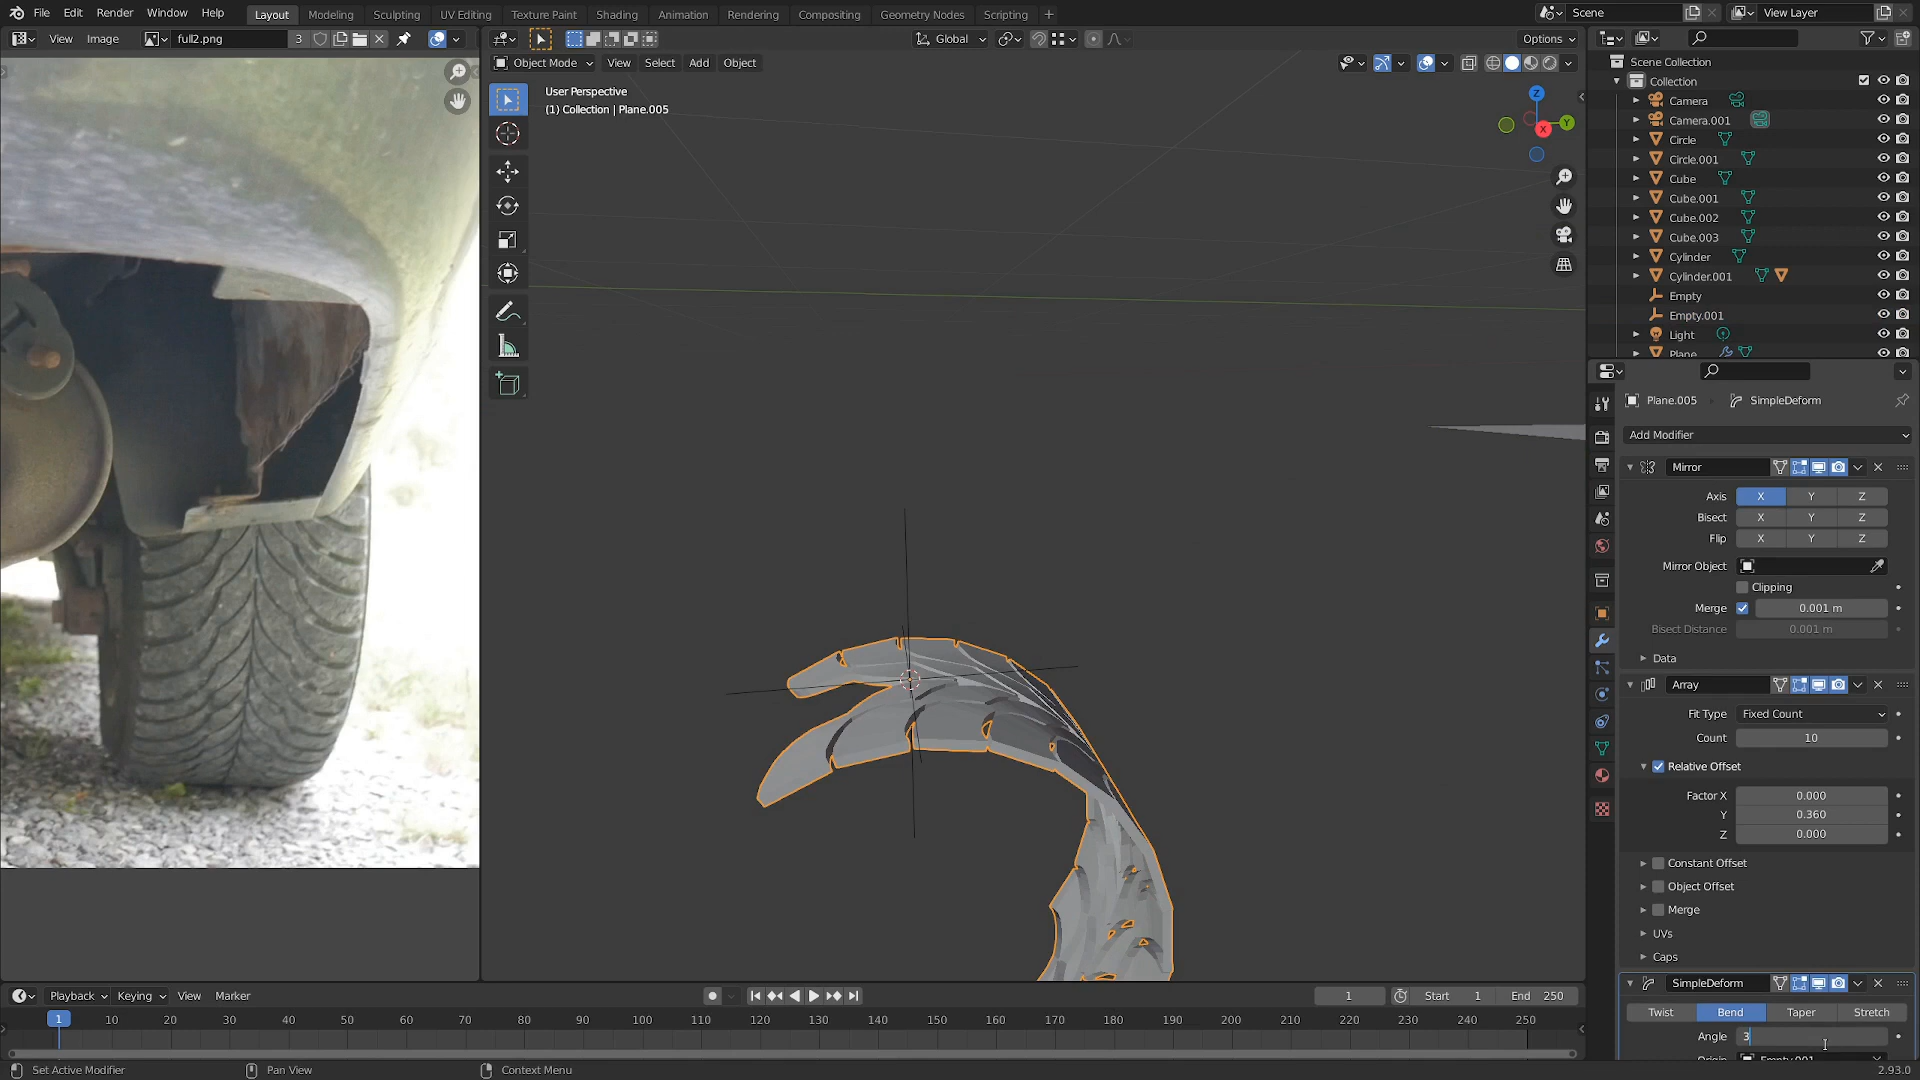 File Edit Render Window Help Layout Modeling Sculpting UV Editing Texture Paint Shading Animation Rendering Compositing Geometry Nodes Scripting + Scene View Layer
View Image full2.png 3 Global Options
Object Mode View Select Add Object
User Perspective
(1) Collection | Plane.005
Z
Y
X
Scene Collection
Collection
Camera
Camera.001
Circle
Circle.001
Cube
Cube.001
Cube.002
Cube.003
Cylinder
Cylinder.001
Empty
Empty.001
Light
Plane
Plane.005 SimpleDeform
Add Modifier
Mirror
Axis X Y Z
Bisect X Y Z
Flip X Y Z
Mirror Object
Clipping
Merge 0.001 m
Bisect Distance 0.001 m
Data
Array
Fit Type Fixed Count
Count 10
Relative Offset
Factor X 0.000
Y 0.360
Z 0.000
Constant Offset
Object Offset
Merge
UVs
Caps
SimpleDeform
Twist Bend Taper Stretch
Angle 3
Origin Empty.001
Playback Keying View Marker 1 Start 1 End 250
1 10 20 30 40 50 60 70 80 90 100 110 120 130 140 150 160 170 180 190 200 210 220 230 240 250
Set Active Modifier Pan View Context Menu 2.93.0